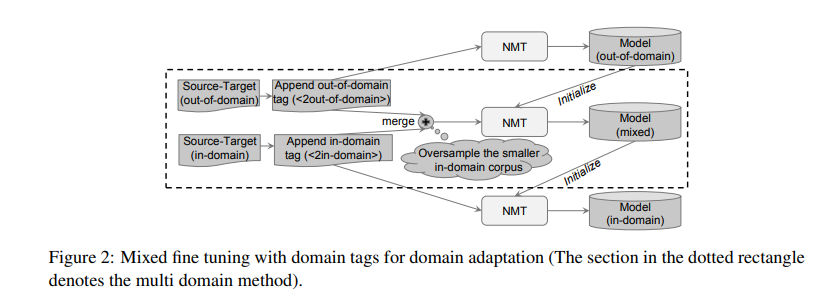 NMT
Model
(out-of-domain)
Source-Target
(out-of-domain)
Append out-of-domain
tag (<2out-of-domain>)
Initialize
merge
NMT
Model
(mixed)
Source-Target
(in-domain)
Append in-domain
tag (<2in-domain>)
Oversample the smaller
in-domain corpus
Initialize
NMT
Model
(in-domain)
Figure 2: Mixed fine tuning with domain tags for domain adaptation (The section in the dotted rectangle
denotes the multi domain method).